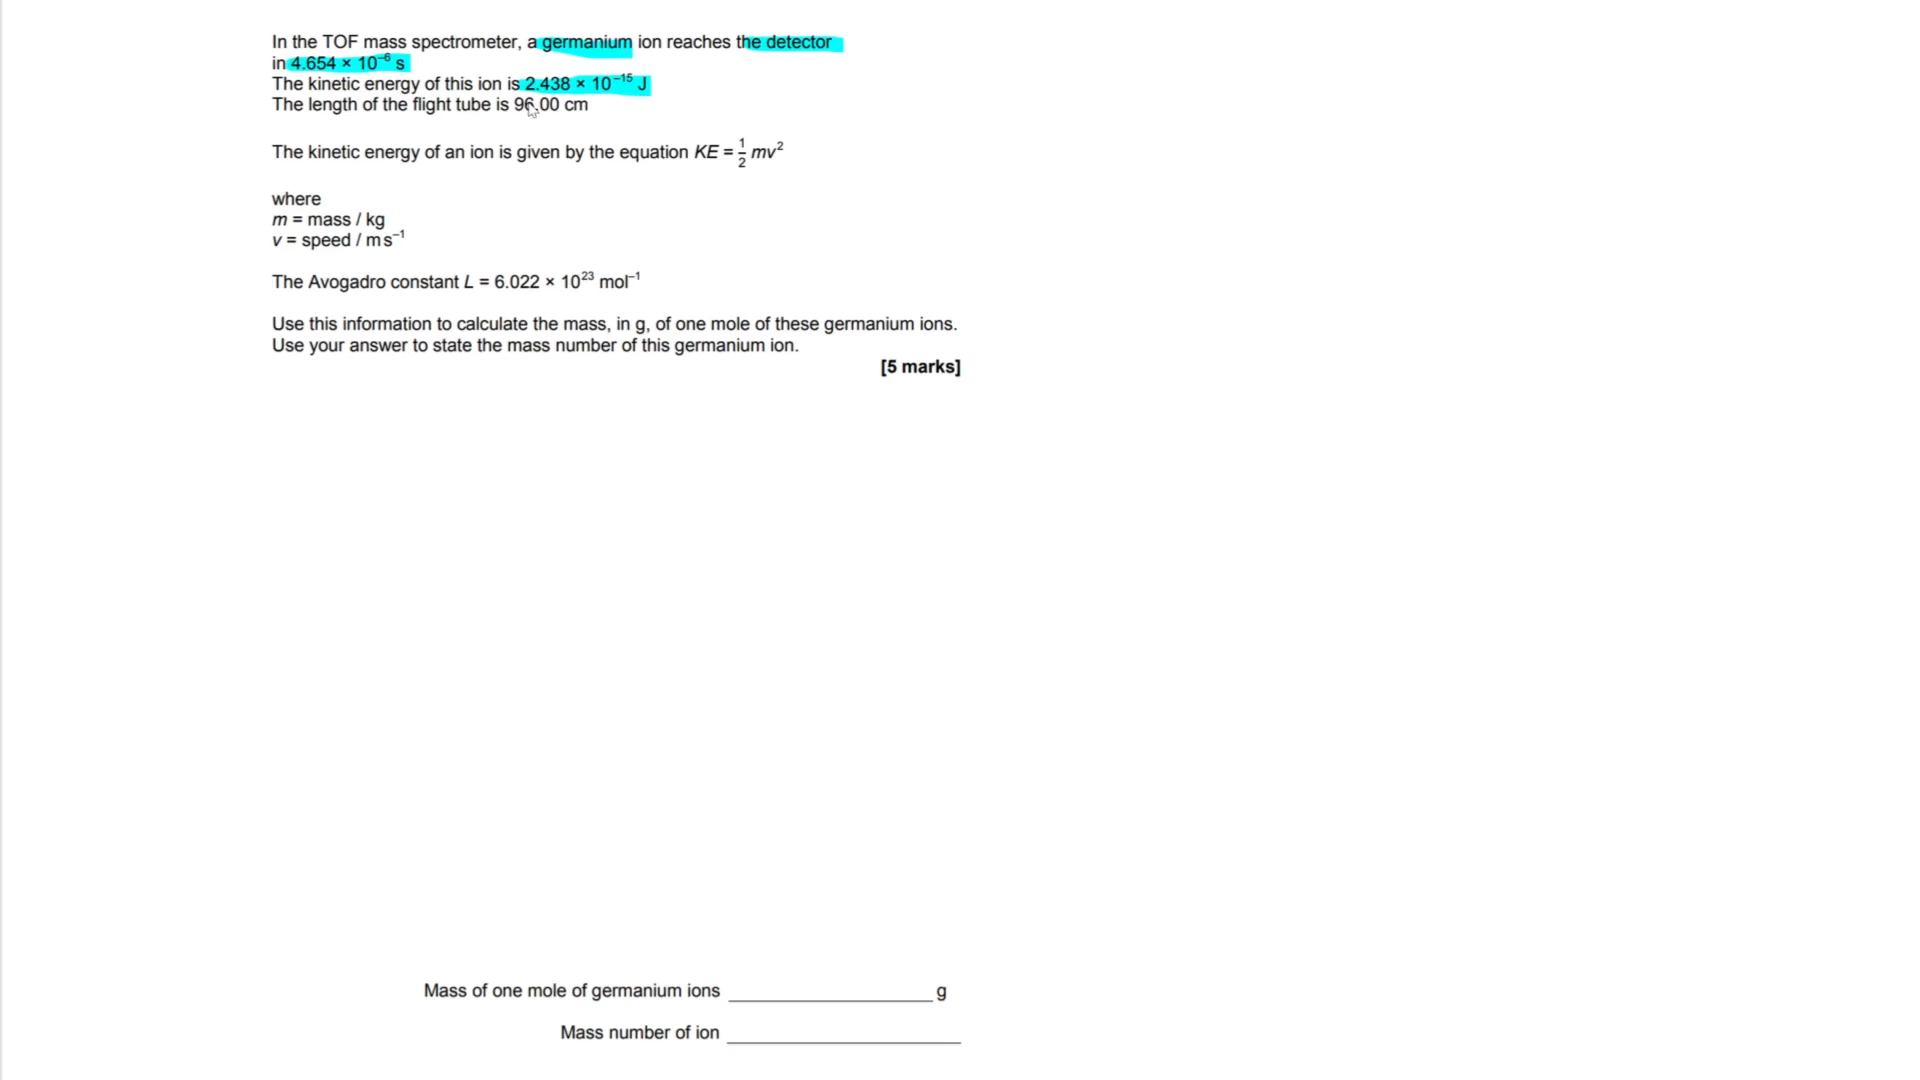 In the TOF mass spectrometer, a germanium ion reaches the detector
in 4.654 × 10⁻⁶ s
The kinetic energy of this ion is 2.438 × 10⁻¹⁵ J
The length of the flight tube is 96.00 cm
The kinetic energy of an ion is given by the equation KE = 1/2 mv²
where
m = mass / kg
v = speed / m s⁻¹
The Avogadro constant L = 6.022 × 10²³ mol⁻¹
Use this information to calculate the mass, in g, of one mole of these germanium ions.
Use your answer to state the mass number of this germanium ion.
[5 marks]
Mass of one mole of germanium ions ____________________ g
Mass number of ion ____________________